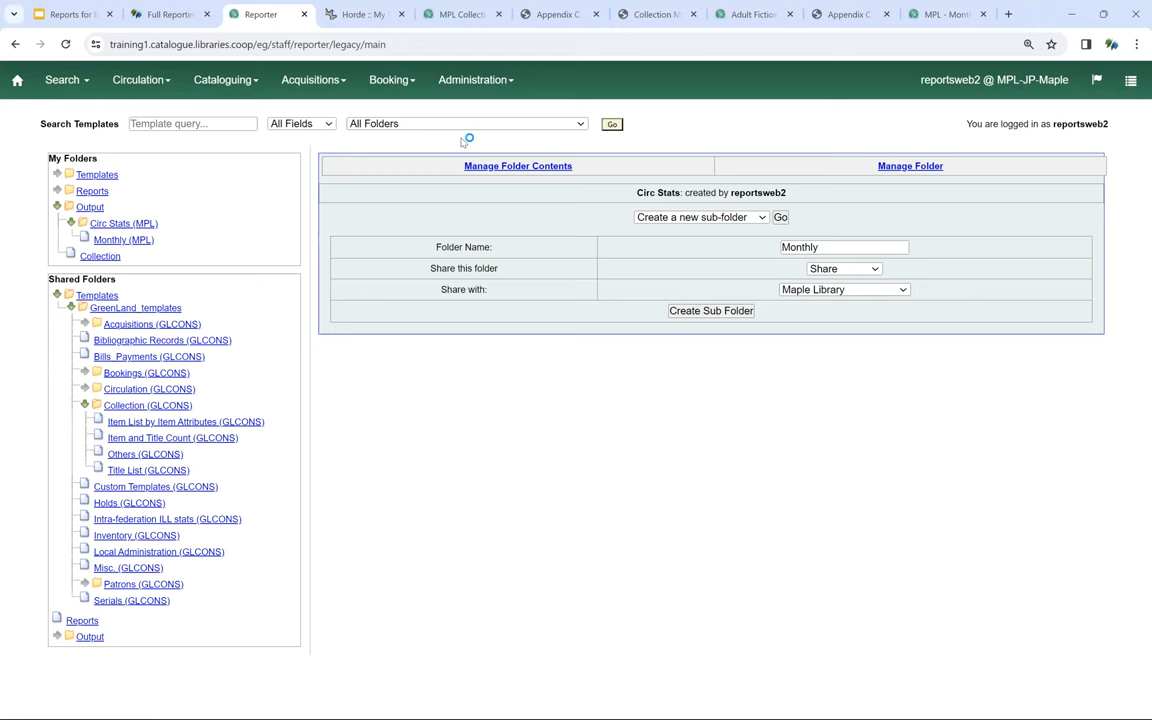 Reports for E
Full Reporter
Reporter
Horde :: My
MPL Collecti
Appendix C.
Collection M
Adult Fiction
Appendix C.
MPL - Mont
training1.catalogue.libraries.coop/eg/staff/reporter/legacy/main
Search Circulation Cataloguing Acquisitions Booking Administration reportsweb2 @ MPL-JP-Maple
Search Templates Template query... All Fields All Folders Go You are logged in as reportsweb2
My Folders
Templates
Reports
Output
Circ Stats (MPL)
Monthly (MPL)
Collection
Shared Folders
Templates
GreenLand_templates
Acquisitions (GLCONS)
Bibliographic Records (GLCONS)
Bills_Payments (GLCONS)
Bookings (GLCONS)
Circulation (GLCONS)
Collection (GLCONS)
Item List by Item Attributes (GLCONS)
Item and Title Count (GLCONS)
Others (GLCONS)
Title List (GLCONS)
Custom Templates (GLCONS)
Holds (GLCONS)
Intra-federation ILL stats (GLCONS)
Inventory (GLCONS)
Local Administration (GLCONS)
Misc. (GLCONS)
Patrons (GLCONS)
Serials (GLCONS)
Reports
Output
Manage Folder Contents Manage Folder
Circ Stats: created by reportsweb2
Create a new sub-folder Go
Folder Name: Monthly
Share this folder Share
Share with: Maple Library
Create Sub Folder